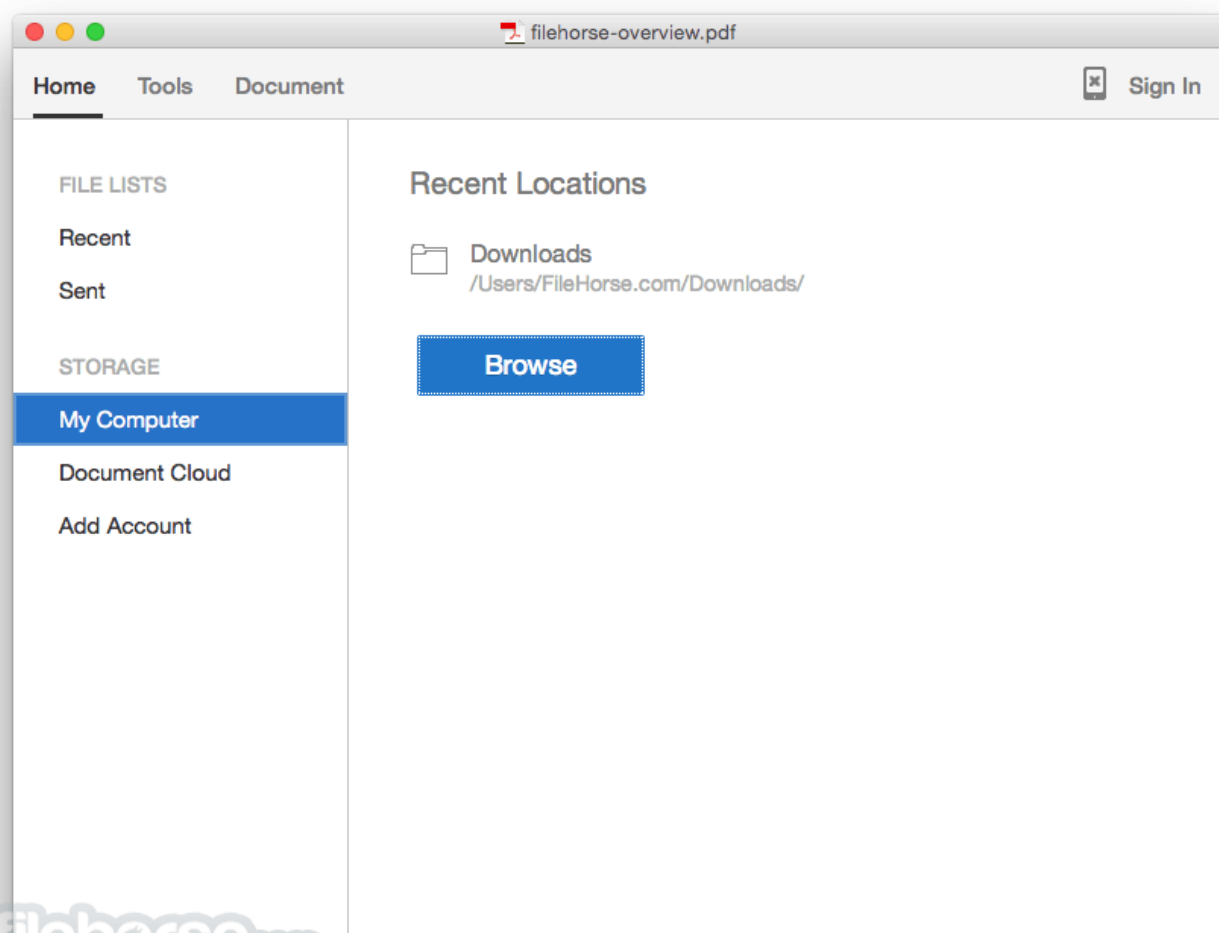 filehorse-overview.pdf
Home Tools Document Sign In
FILE LISTS
Recent
Sent
STORAGE
My Computer
Document Cloud
Add Account
Recent Locations
Downloads
/Users/FileHorse.com/Downloads/
Browse